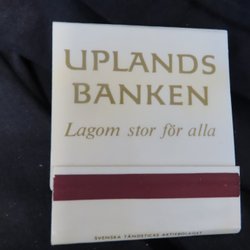 UPLANDS
BANKEN
Lagom stor för alla
SVENSKA TÄNDSTICKS AKTIEBOLAGET